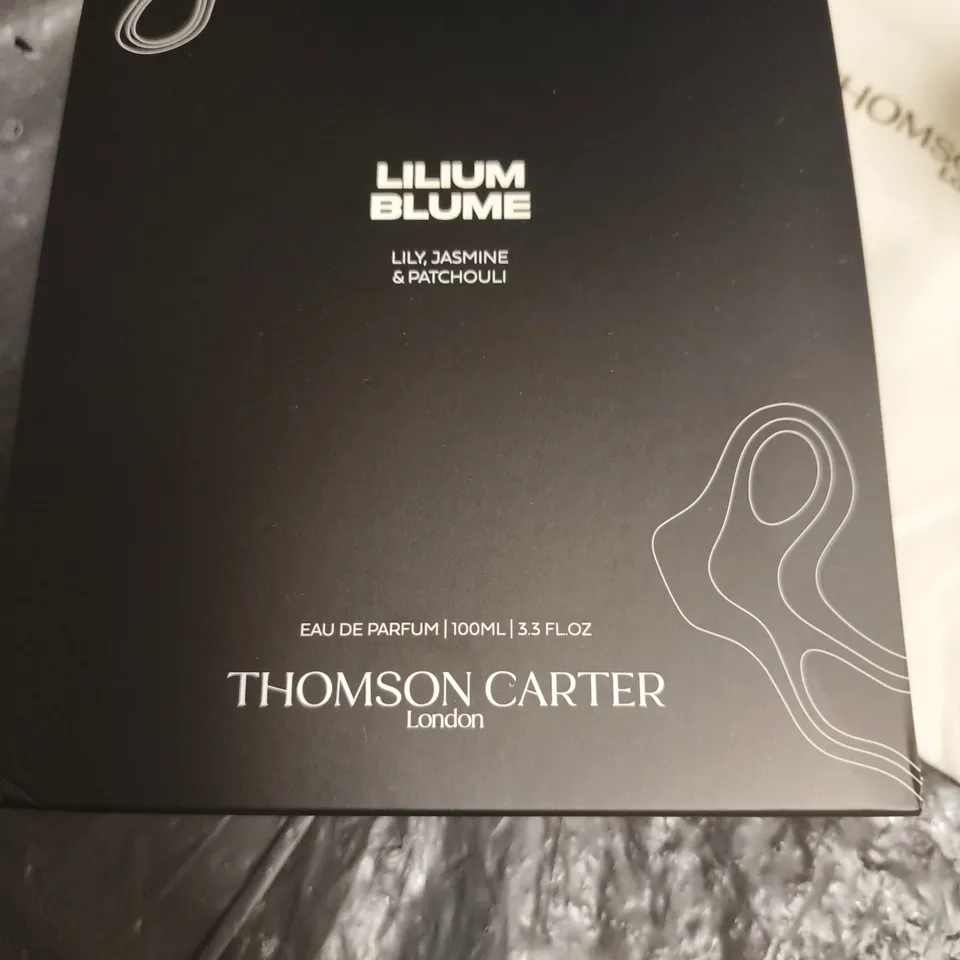 LILIUM
BLUME
LILY, JASMINE
& PATCHOULI
EAU DE PARFUM | 100ML | 3.3 FL.OZ
THOMSON CARTER
London